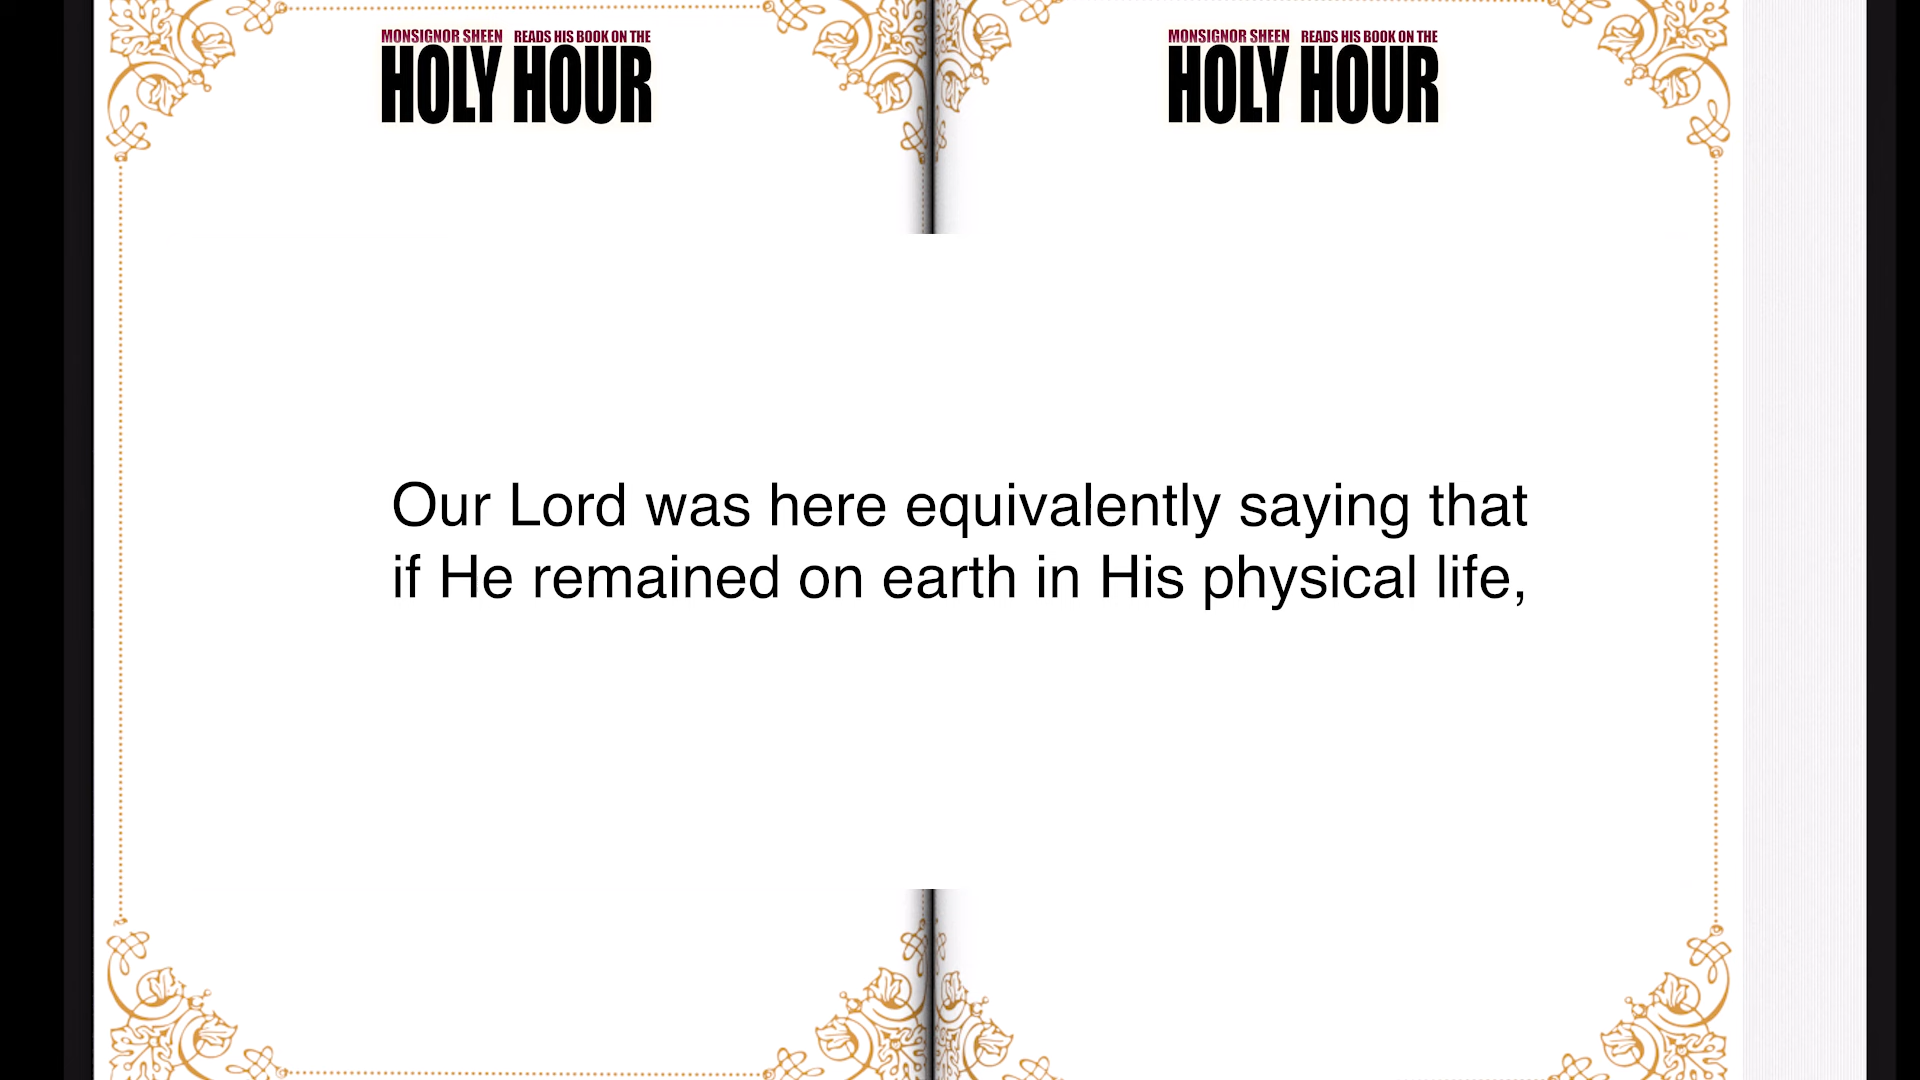 MONSIGNOR SHEEN READS HIS BOOK ON THE
HOLY HOUR
MONSIGNOR SHEEN READS HIS BOOK ON THE
HOLY HOUR
Our Lord was here equivalently saying that
if He remained on earth in His physical life,